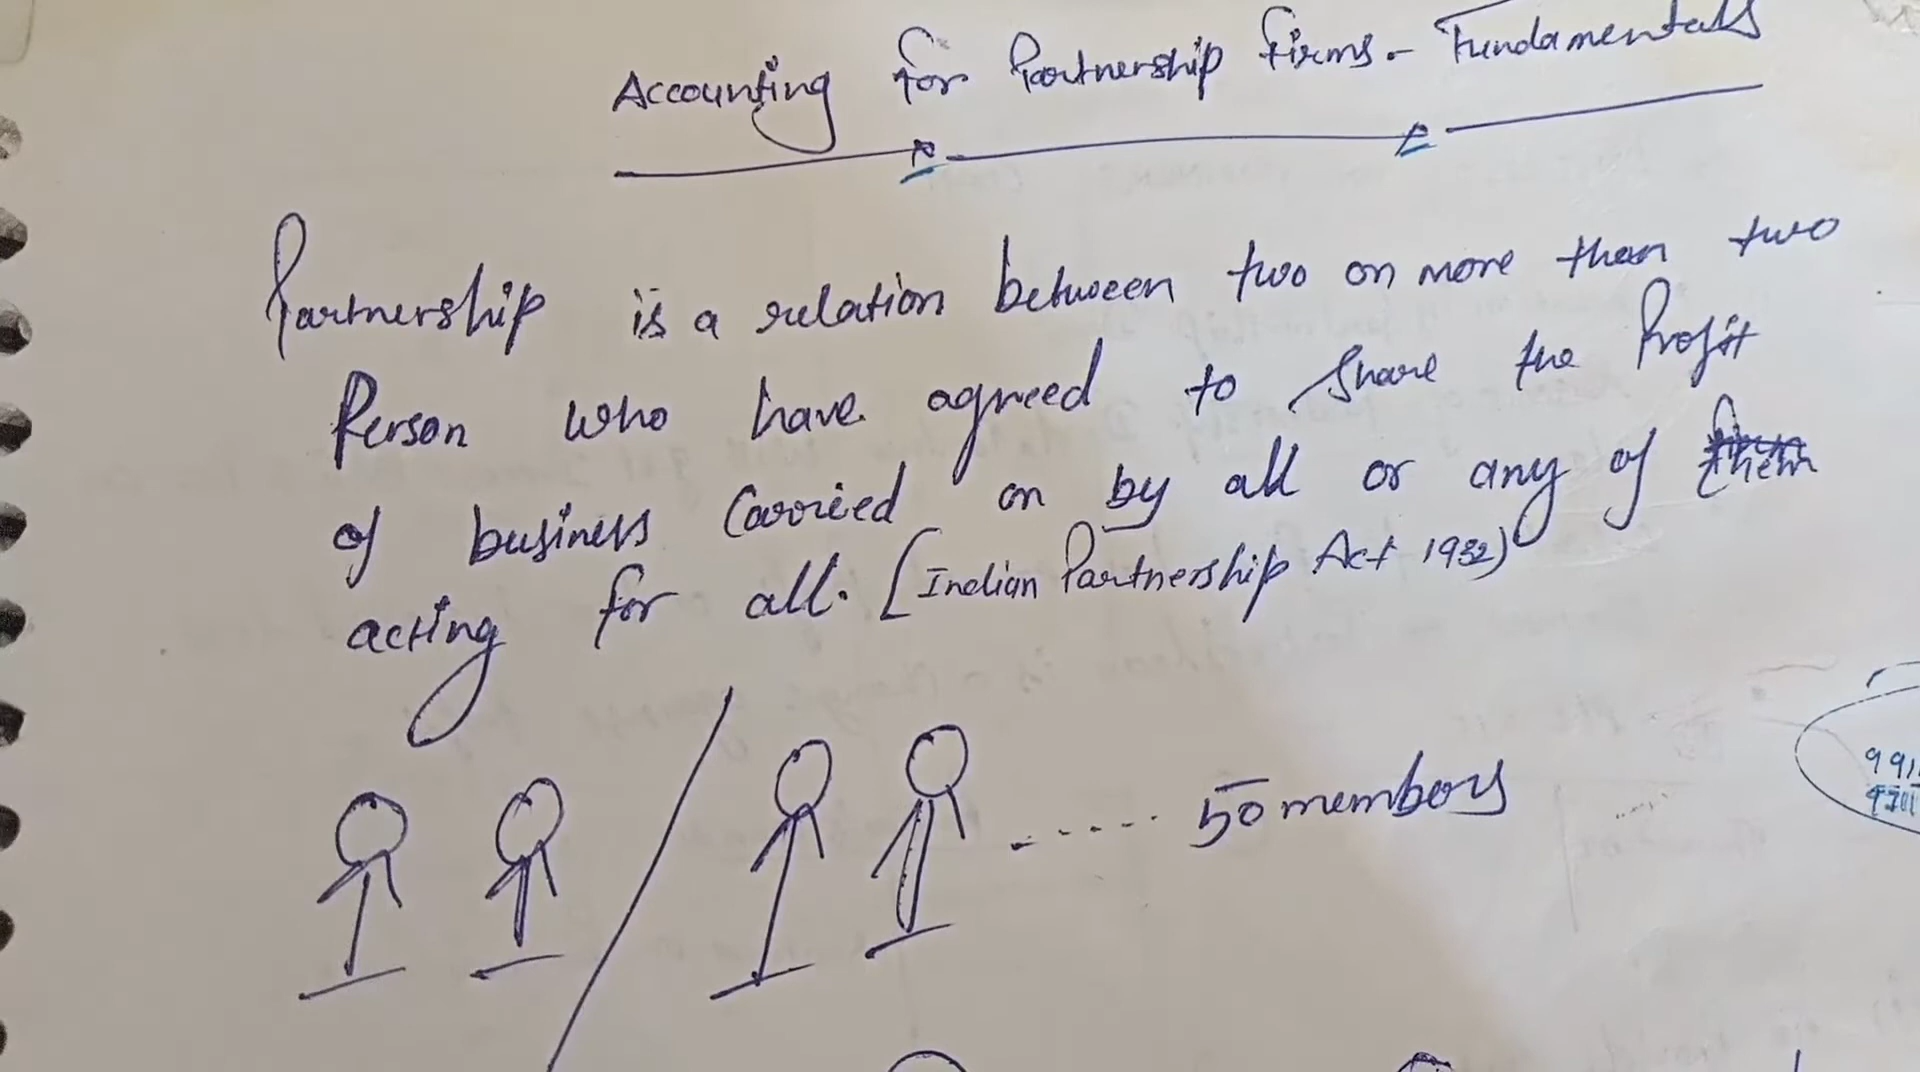 Accounting for Partnership Firms - Fundamentals
Partnership is a relation between two or more than two
Person who have agreed to share the Profit
of business Carried on by all or any of them
acting for all. [Indian Partnership Act 1932)
50 members